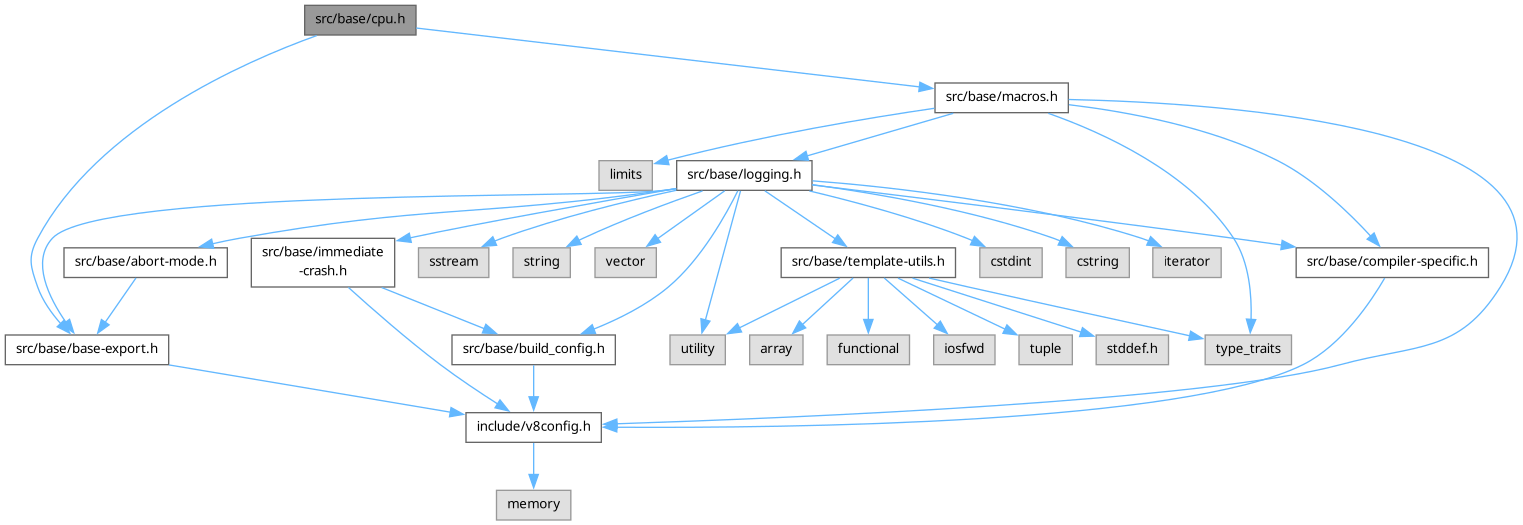 src/base/cpu.h
src/base/macros.h
limits
src/base/logging.h
src/base/abort-mode.h
src/base/immediate
-crash.h
sstream
string
vector
src/base/template-utils.h
cstdint
cstring
iterator
src/base/compiler-specific.h
src/base/base-export.h
src/base/build_config.h
utility
array
functional
iosfwd
tuple
stddef.h
type_traits
include/v8config.h
memory